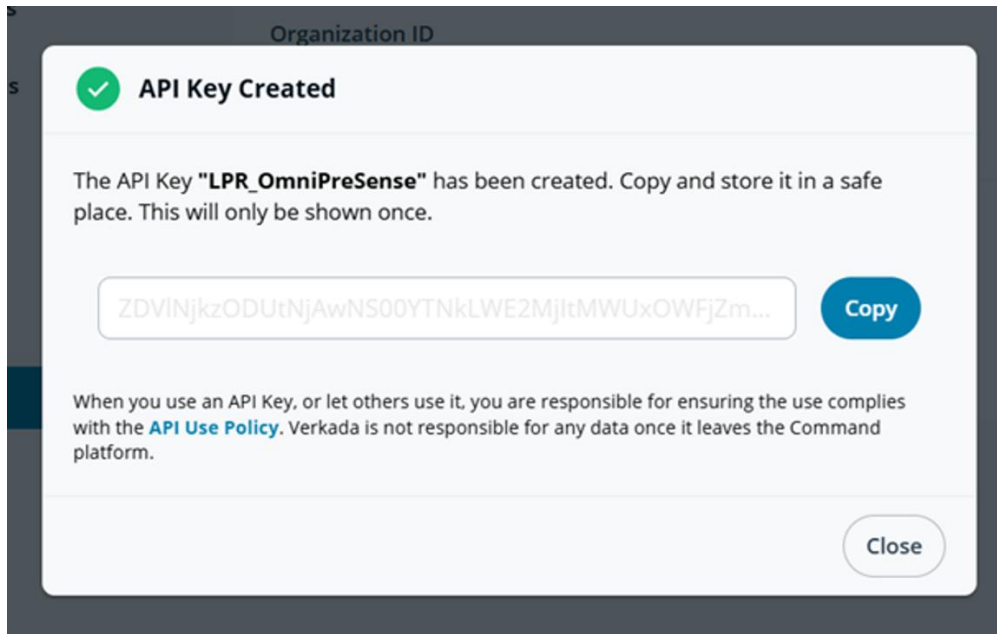 s
Organization ID
s
API Key Created
The API Key "LPR_OmniPreSense" has been created. Copy and store it in a safe
place. This will only be shown once.
Copy
When you use an API Key, or let others use it, you are responsible for ensuring the use complies
with the API Use Policy. Verkada is not responsible for any data once it leaves the Command
platform.
Close